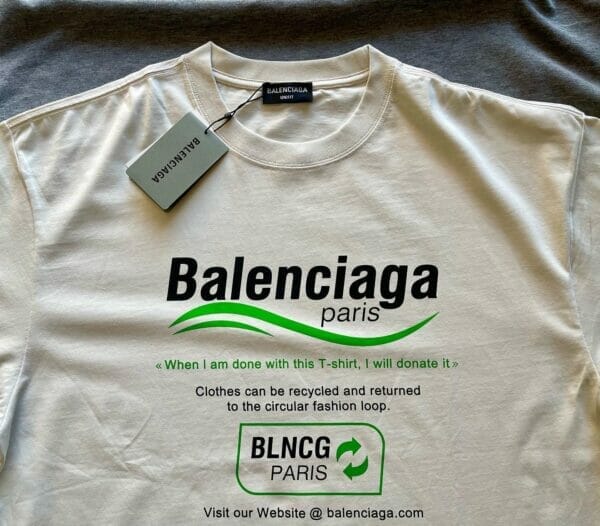 BALENCIAGA
UNFIT
BALENCIAGA
Balenciaga
paris
« When I am done with this T-shirt, I will donate it »
Clothes can be recycled and returned
to the circular fashion loop.
BLNCG
PARIS
Visit our Website @ balenciaga.com